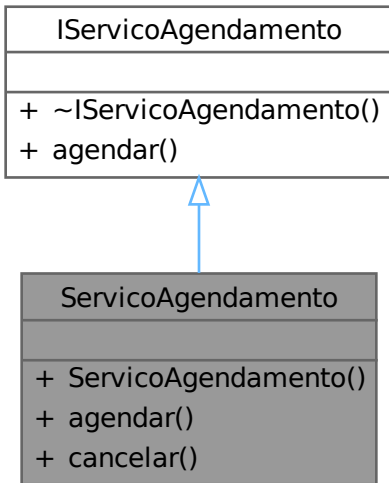 IServicoAgendamento
+ ~IServicoAgendamento()
+ agendar()
ServicoAgendamento
+ ServicoAgendamento()
+ agendar()
+ cancelar()